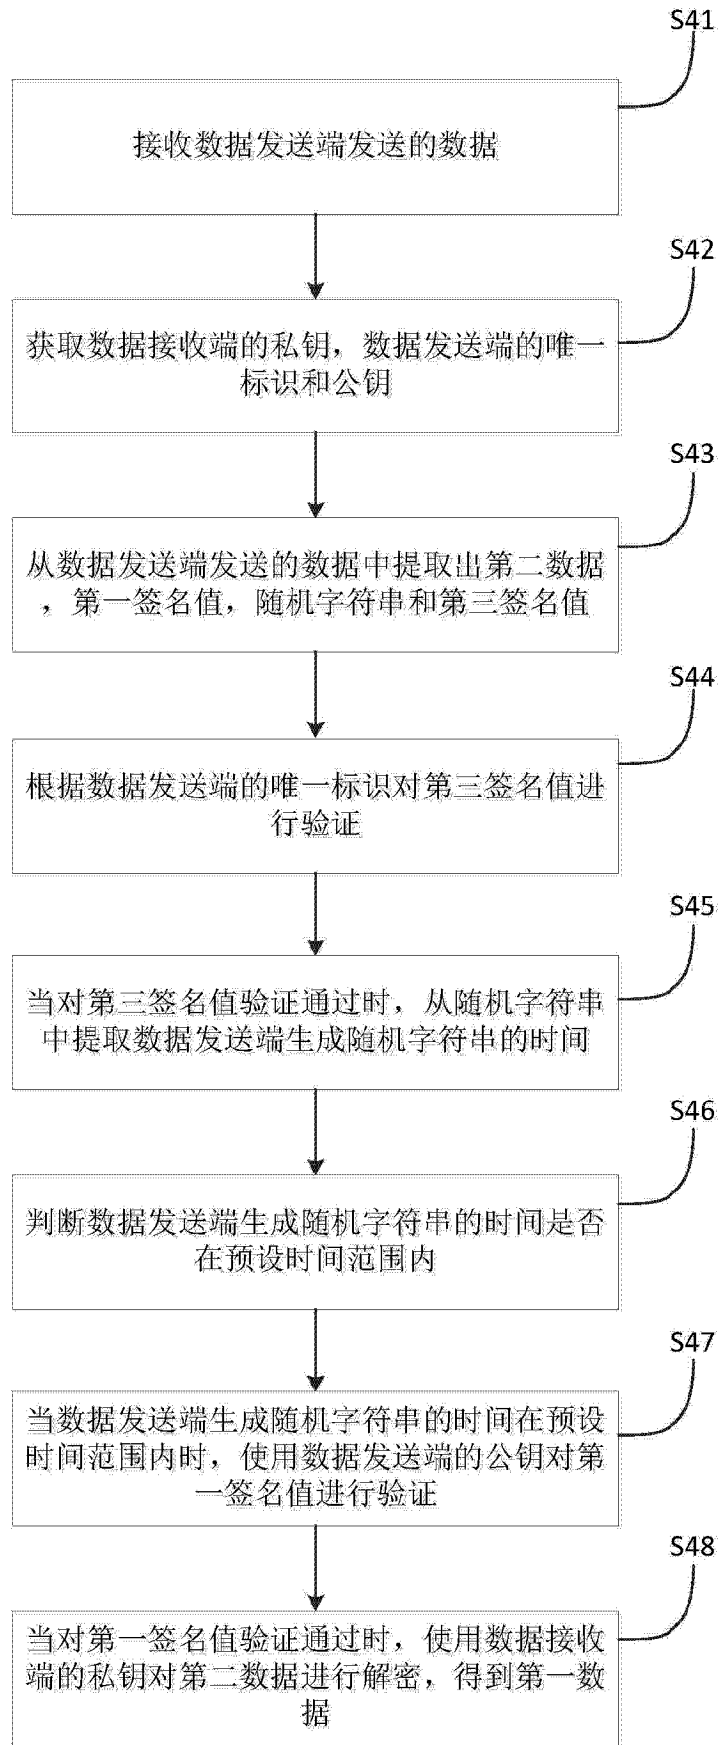 S41
接收数据发送端发送的数据
S42
获取数据接收端的私钥，数据发送端的唯一
标识和公钥
S43
从数据发送端发送的数据中提取出第二数据
，第一签名值，随机字符串和第三签名值
S44
根据数据发送端的唯一标识对第三签名值进
行验证
S45
当对第三签名值验证通过时，从随机字符串
中提取数据发送端生成随机字符串的时间
S46
判断数据发送端生成随机字符串的时间是否
在预设时间范围内
S47
当数据发送端生成随机字符串的时间在预设
时间范围内时，使用数据发送端的公钥对第
一签名值进行验证
S48
当对第一签名值验证通过时，使用数据接收
端的私钥对第二数据进行解密，得到第一数
据